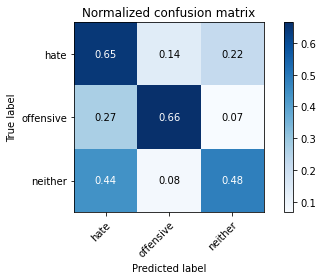 Normalized confusion matrix
True label
hate
0.65 0.14 0.22
offensive
0.27 0.66 0.07
neither
0.44 0.08 0.48
hate
offensive
neither
Predicted label
0.6
0.5
0.4
0.3
0.2
0.1